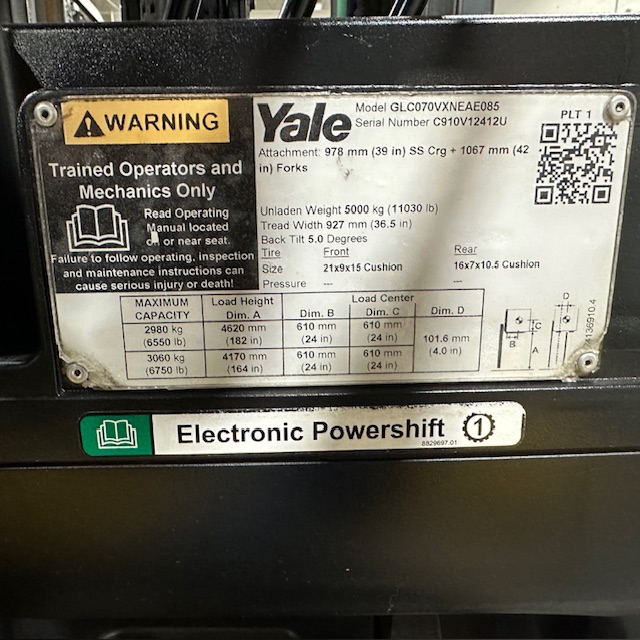 WARNING
Trained Operators and
Mechanics Only
Read Operating
Manual located
on or near seat.
Failure to follow operating, inspection
and maintenance instructions can
cause serious injury or death!
Yale
Model GLC070VXNEAE085
Serial Number C910V12412U
PLT 1
Attachment: 978 mm (39 in) SS Crg + 1067 mm (42
in) Forks
Unladen Weight 5000 kg (11030 lb)
Tread Width 927 mm (36.5 in)
Back Tilt 5.0 Degrees
Tire Front Rear
Size 21x9x15 Cushion 16x7x10.5 Cushion
Pressure --- ---
MAXIMUM Load Height Load Center
CAPACITY Dim. A Dim. B Dim. C Dim. D
2980 kg 4620 mm 610 mm 610 mm
(6550 lb) (182 in) (24 in) (24 in) 101.6 mm
3060 kg 4170 mm 610 mm 610 mm (4.0 in)
(6750 lb) (164 in) (24 in) (24 in)
D
C
B
A
Electronic Powershift 1
8829697.01